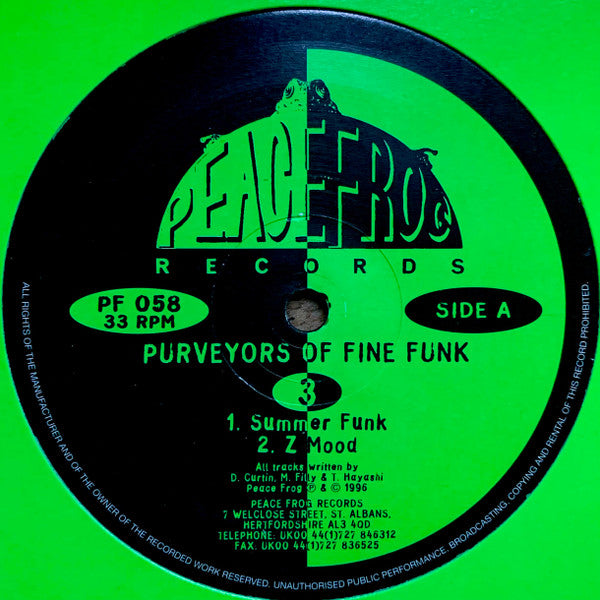 PEACEFROG
RECORDS
PF 058
33 RPM
SIDE A
PURVEYORS OF FINE FUNK
3
1. Summer Funk
2. Z Mood
All tracks written by
D. Curtin, M. Filly & T. Hayashi
Peace Frog ℗ & © 1996
PEACE FROG RECORDS
7 WELCLOSE STREET, ST. ALBANS,
HERTFORDSHIRE AL3 4QD
TELEPHONE: UK00 44(1)727 846312
FAX: UK00 44(1)727 836525
ALL RIGHTS OF THE MANUFACTURER AND OF THE OWNER OF THE RECORDED WORK RESERVED. UNAUTHORISED PUBLIC PERFORMANCE, BROADCASTING, COPYING AND RENTAL OF THIS RECORD PROHIBITED.